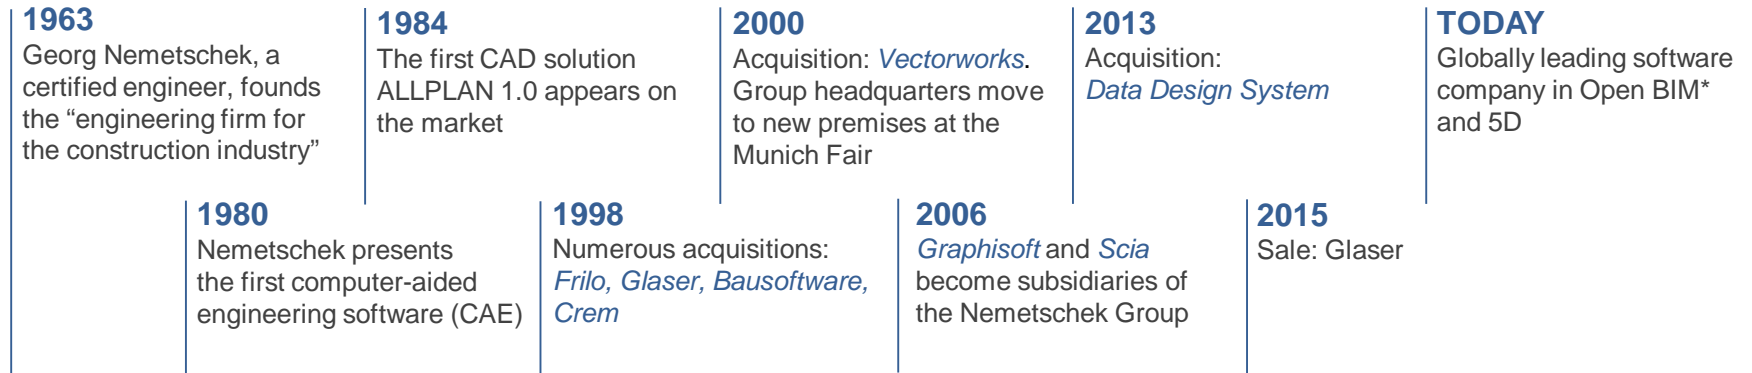 1963
Georg Nemetschek, a
certified engineer, founds
the “engineering firm for
the construction industry”
1984
The first CAD solution
ALLPLAN 1.0 appears on
the market
2000
Acquisition: Vectorworks.
Group headquarters move
to new premises at the
Munich Fair
2013
Acquisition:
Data Design System
TODAY
Globally leading software
company in Open BIM*
and 5D
1980
Nemetschek presents
the first computer-aided
engineering software (CAE)
1998
Numerous acquisitions:
Frilo, Glaser, Bausoftware,
Crem
2006
Graphisoft and Scia
become subsidiaries of
the Nemetschek Group
2015
Sale: Glaser